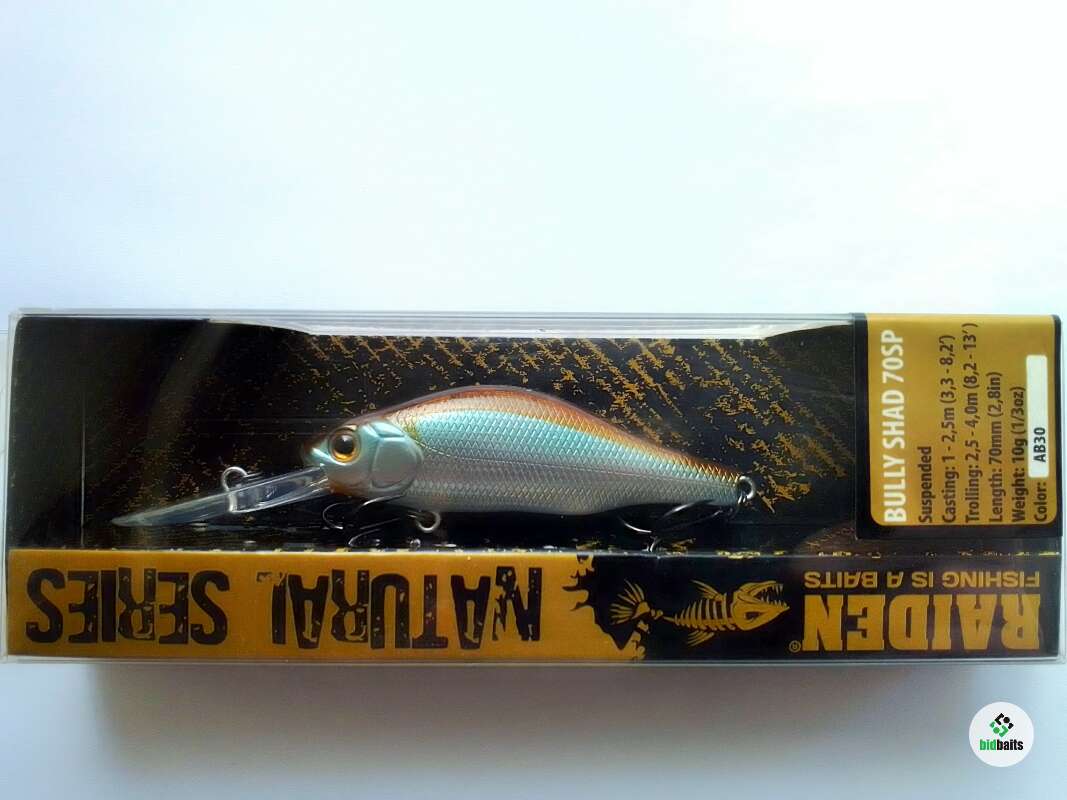 BULLY SHAD 70SP
Suspended
Casting: 1 - 2,5m (3,3 - 8,2')
Trolling: 2,5 - 4,0m (8,2 - 13')
Length: 70mm (2,8in)
Weight: 10g (1/3oz)
Color: AB30
RAIDEN®
FISHING IS A BAITS
NATURAL SERIES
bidbaits